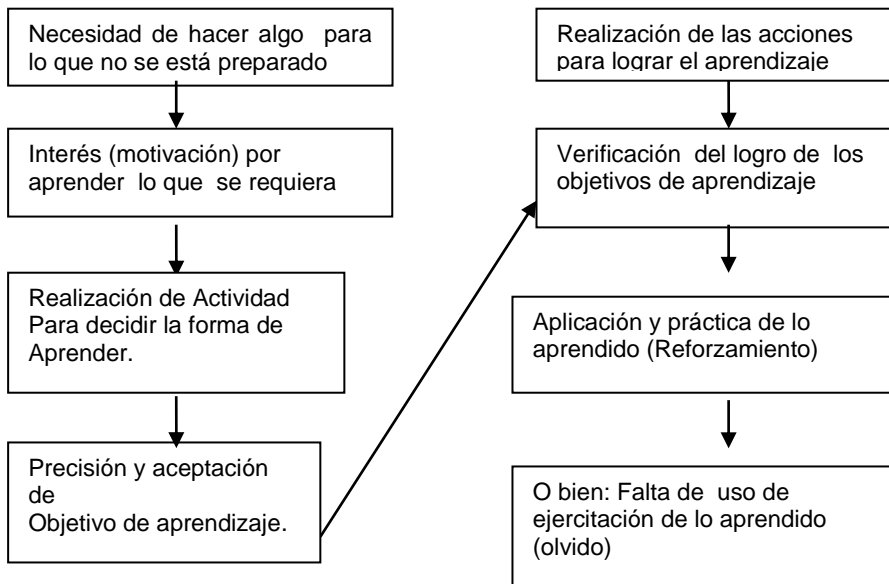 Necesidad de hacer algo para
lo que no se está preparado
Interés (motivación) por
aprender lo que se requiera
Realización de Actividad
Para decidir la forma de
Aprender.
Precisión y aceptación
de
Objetivo de aprendizaje.
Realización de las acciones
para lograr el aprendizaje
Verificación del logro de los
objetivos de aprendizaje
Aplicación y práctica de lo
aprendido (Reforzamiento)
O bien: Falta de uso de
ejercitación de lo aprendido
(olvido)